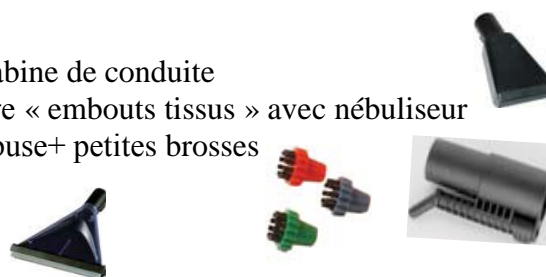 abine de conduite
re « embouts tissus » avec nébuliseur
buse+ petites brosses